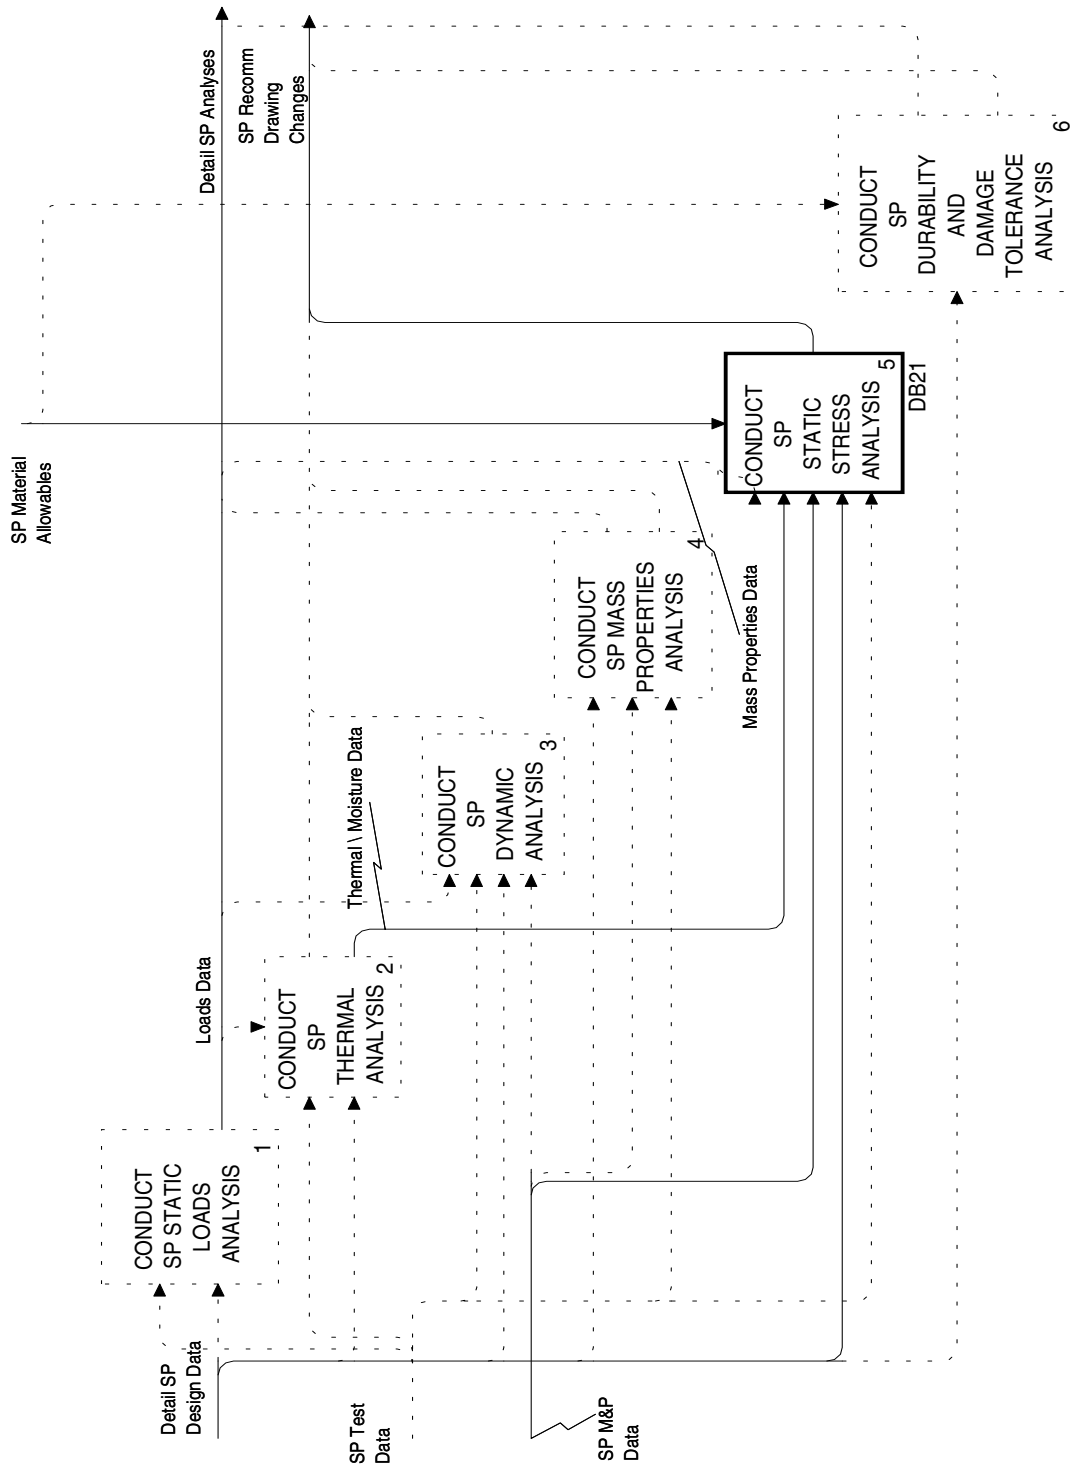 SP Material
Allowables
Detail SP Analyses
SP Recomm
Drawing
Changes
Detail SP
Design Data
CONDUCT
SP STATIC
LOADS
ANALYSIS
1
Loads Data
SP Test
Data
CONDUCT
SP
THERMAL
ANALYSIS
2
Thermal \ Moisture Data
CONDUCT
SP
DYNAMIC
ANALYSIS
3
SP M&P
Data
CONDUCT
SP MASS
PROPERTIES
ANALYSIS
4
Mass Properties Data
CONDUCT
SP
STATIC
STRESS
ANALYSIS
5
DB21
CONDUCT
SP
DURABILITY
AND
DAMAGE
TOLERANCE
ANALYSIS
6